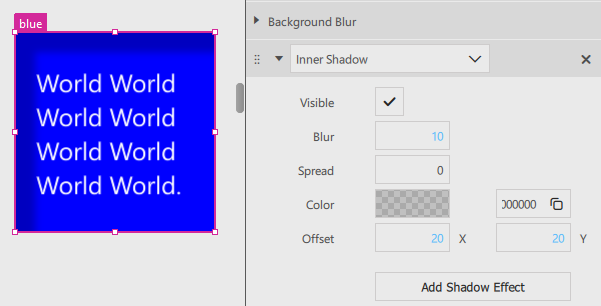 blue
World World
World World
World World
World World.
Background Blur
Inner Shadow
Visible
Blur
10
Spread
0
Color
000000
Offset
20
X
20
Y
Add Shadow Effect